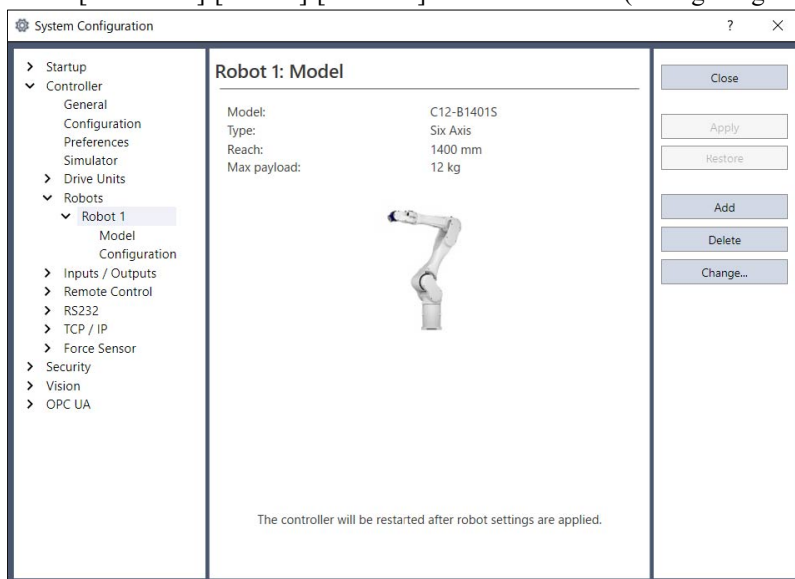 System Configuration
? ×
Startup
Controller
General
Configuration
Preferences
Simulator
Drive Units
Robots
Robot 1
Model
Configuration
Inputs / Outputs
Remote Control
RS232
TCP / IP
Force Sensor
Security
Vision
OPC UA
Robot 1: Model
Model: C12-B1401S
Type: Six Axis
Reach: 1400 mm
Max payload: 12 kg
The controller will be restarted after robot settings are applied.
Close
Apply
Restore
Add
Delete
Change...